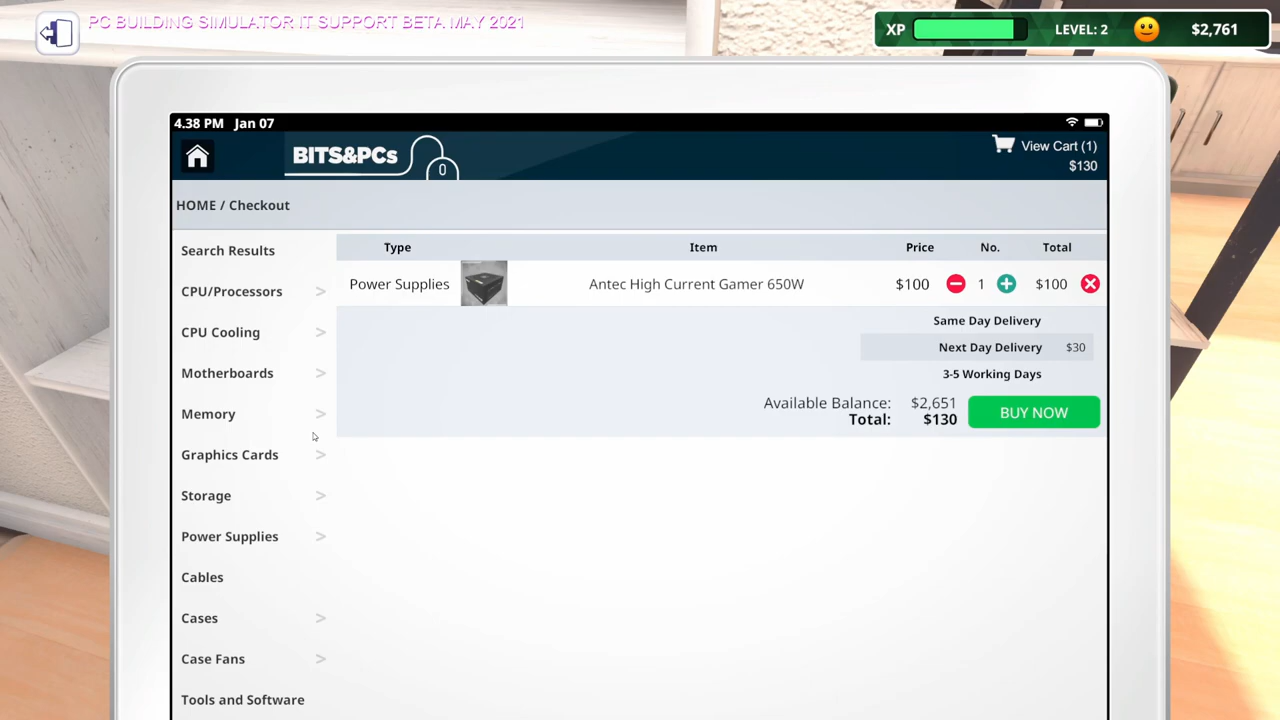 PC BUILDING SIMULATOR IT SUPPORT BETA MAY 2021
XP LEVEL: 2 $2,761
4.38 PM Jan 07
BITS&PCs 0
View Cart (1)
$130
HOME / Checkout
Search Results
CPU/Processors >
CPU Cooling >
Motherboards >
Memory >
Graphics Cards >
Storage >
Power Supplies >
Cables
Cases >
Case Fans >
Tools and Software
Type Item Price No. Total
Power Supplies Antec High Current Gamer 650W $100 1 $100
Same Day Delivery
Next Day Delivery $30
3-5 Working Days
Available Balance: $2,651
Total: $130
BUY NOW